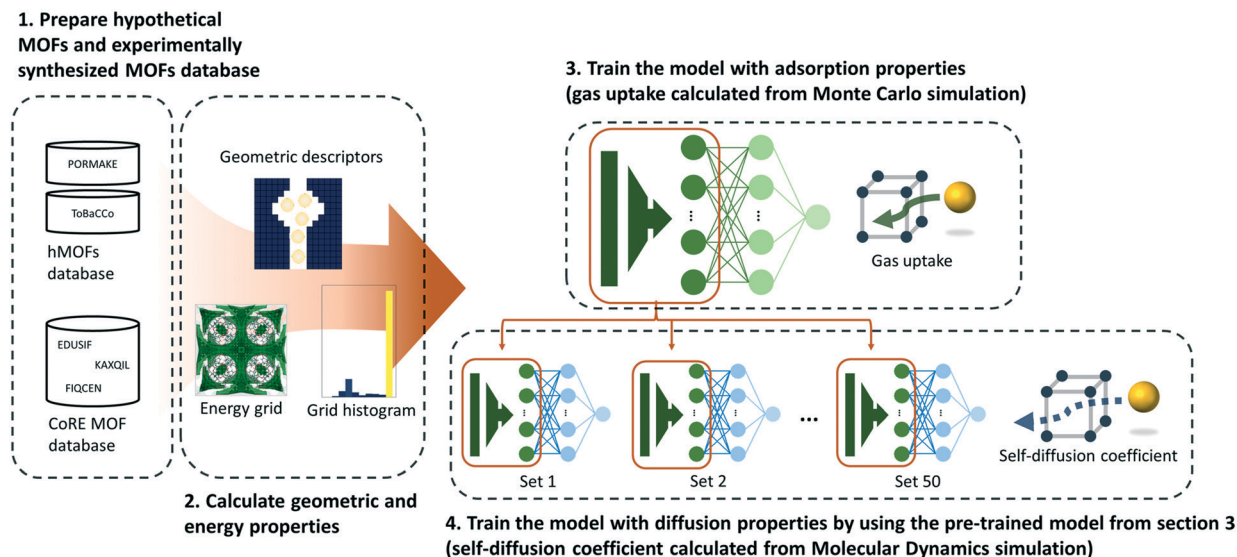 1. Prepare hypothetical
MOFs and experimentally
synthesized MOFs database
PORMAKE
ToBaCCo
hMOFs
database
EDUSIF
KAXQIL
FIQCEN
CoRE MOF
database
Geometric descriptors
Energy grid
Grid histogram
2. Calculate geometric and
energy properties
3. Train the model with adsorption properties
(gas uptake calculated from Monte Carlo simulation)
Gas uptake
...
Set 1
Set 2
Set 50
Self-diffusion coefficient
4. Train the model with diffusion properties by using the pre-trained model from section 3
(self-diffusion coefficient calculated from Molecular Dynamics simulation)